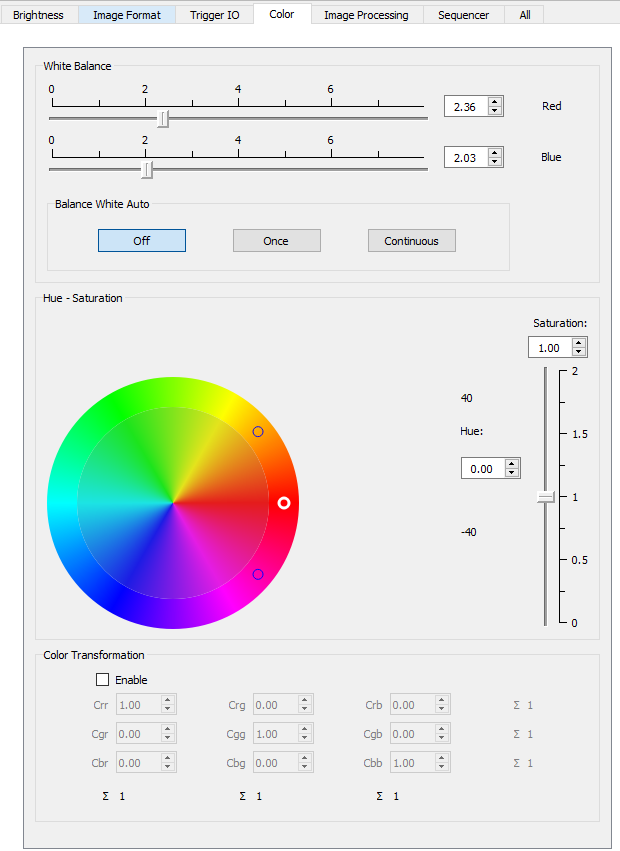 Brightness Image Format Trigger IO Color Image Processing Sequencer All
White Balance
0 2 4 6
2.36 Red
0 2 4 6
2.03 Blue
Balance White Auto
Off Once Continuous
Hue - Saturation
Saturation:
1.00
2
40
Hue:
1.5
0.00
1
-40
0.5
0
Color Transformation
Enable
Crr 1.00 Crg 0.00 Crb 0.00 Σ 1
Cgr 0.00 Cgg 1.00 Cgb 0.00 Σ 1
Cbr 0.00 Cbg 0.00 Cbb 1.00 Σ 1
Σ 1 Σ 1 Σ 1